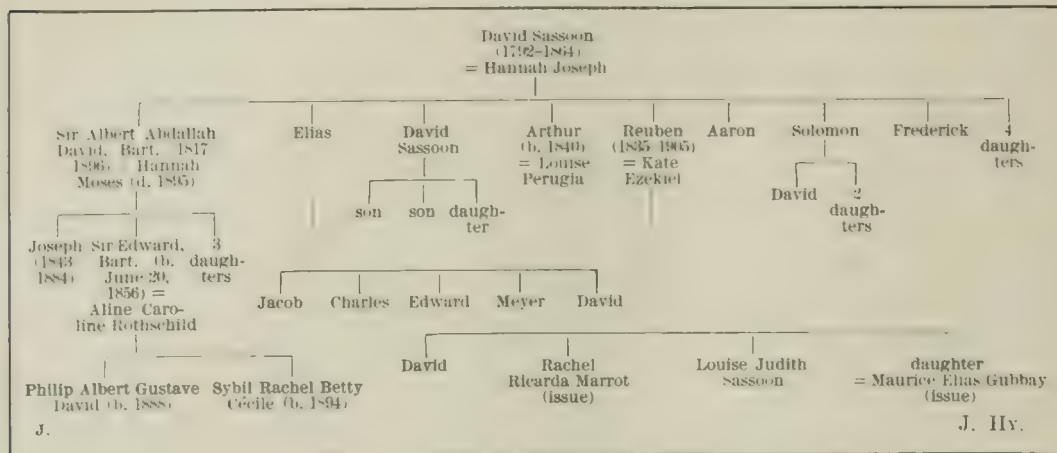 David Sassoon
(1792–1864)
= Hannah Joseph
Sir Albert Abdallah
David, Bart. 1817
1896) Hannah
Moses (d. 1895)
Elias
David
Sassoon
Arthur
(b. 1840)
= Louise
Perugia
Reuben
(1835 1905)
= Kate
Ezekiel
Aaron
Solomon
Frederick
4
daugh-
ters
son
son
daugh-
ter
David
2
daugh-
ters
Joseph
(1843
1884)
Sir Edward,
Bart. (b.
June 20,
1856) =
Aline Caro-
line Rothschild
3
daugh-
ters
Jacob
Charles
Edward
Meyer
David
Philip Albert Gustave
David (b. 1888)
Sybil Rachel Betty
Cécile (b. 1894)
David
Rachel
Ricarda Marrot
(issue)
Louise Judith
Sassoon
daughter
= Maurice Elias Gubbay
(issue)
J.
J. Hy.